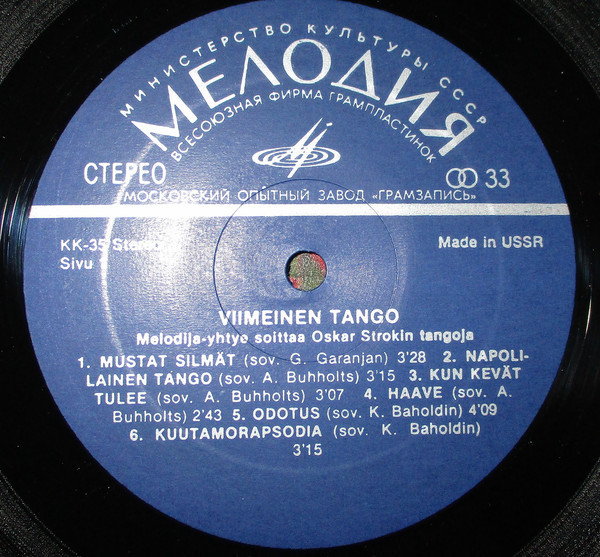 МИНИСТЕРСТВО КУЛЬТУРЫ СССР
МЕЛОДИЯ
ВСЕСОЮЗНАЯ ФИРМА ГРАМПЛАСТИНОК
СТЕРЕО
33
МОСКОВСКИЙ ОПЫТНЫЙ ЗАВОД «ГРАМЗАПИСЬ»
KK-35 Stereo
Made in USSR
Sivu
VIIMEINEN TANGO
Melodija-yhtye soittaa Oskar Strokin tangoja
1. MUSTAT SILMÄT (sov. G. Garanjan) 3'28 2. NAPOLI-
LAINEN TANGO (sov. A. Buhholts) 3'15 3. KUN KEVÄT
TULEE (sov. A. Buhholts) 3'07 4. HAAVE (sov. A.
Buhholts) 2'43 5. ODOTUS (sov. K. Baholdin) 4'09
6. KUUTAMORAPSODIA (sov. K. Baholdin)
3'15